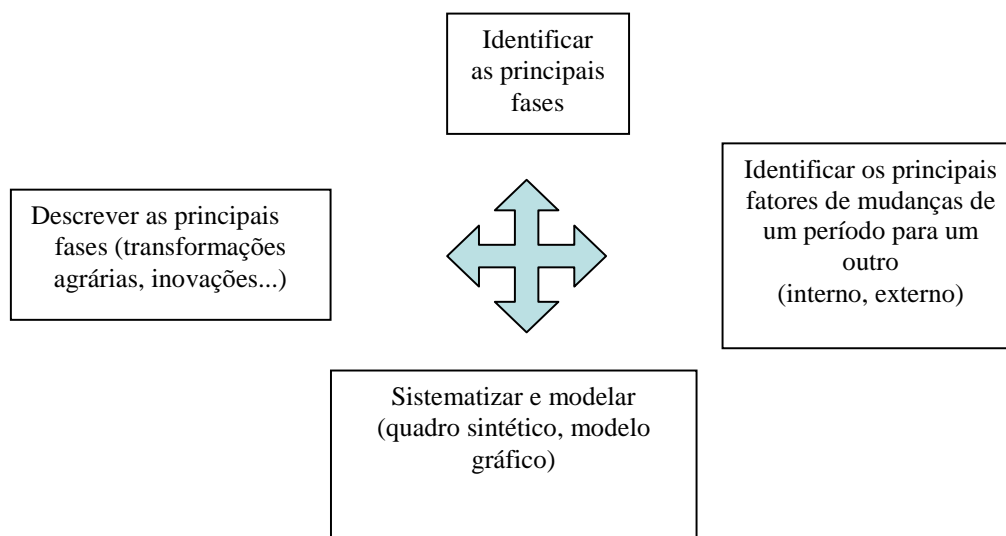 Identificar
as principais
fases
Descrever as principais
fases (transformações
agrárias, inovações...)
Identificar os principais
fatores de mudanças de
um período para um
outro
(interno, externo)
Sistematizar e modelar
(quadro sintético, modelo
gráfico)